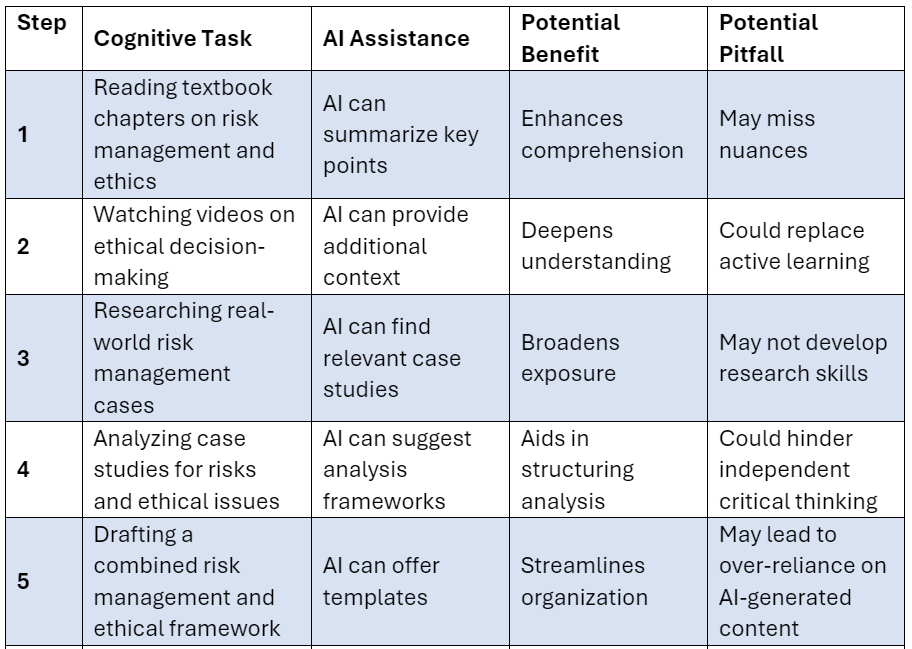 Step
Cognitive Task
AI Assistance
Potential
Benefit
Potential
Pitfall
1
Reading textbook
chapters on risk
management and
ethics
AI can
summarize key
points
Enhances
comprehension
May miss
nuances
2
Watching videos on
ethical decision-
making
AI can provide
additional
context
Deepens
understanding
Could replace
active learning
3
Researching real-
world risk
management
cases
AI can find
relevant case
studies
Broadens
exposure
May not develop
research skills
4
Analyzing case
studies for risks
and ethical issues
AI can suggest
analysis
frameworks
Aids in
structuring
analysis
Could hinder
independent
critical thinking
5
Drafting a
combined risk
management and
ethical framework
AI can offer
templates
Streamlines
organization
May lead to
over-reliance on
AI-generated
content